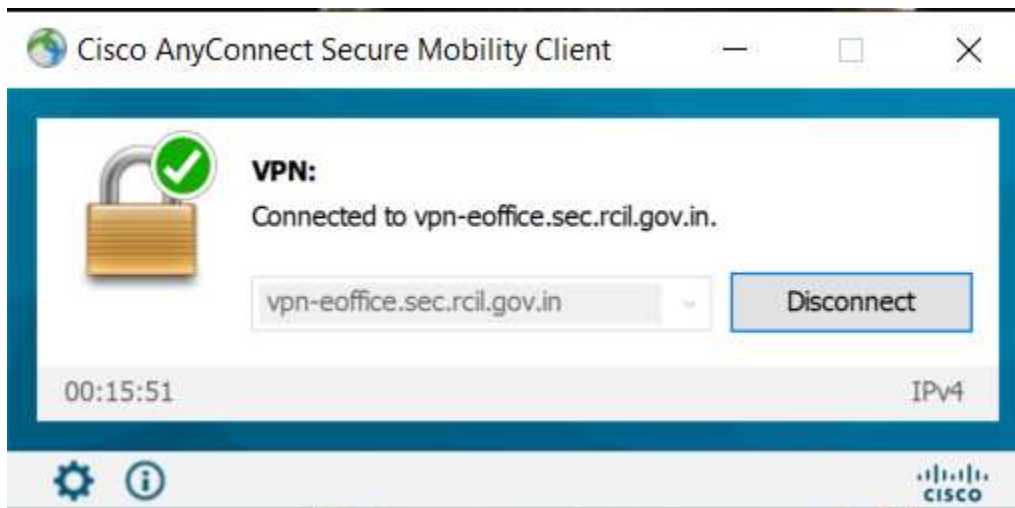 Cisco AnyConnect Secure Mobility Client
VPN:
Connected to vpn-eoffice.sec.rcil.gov.in.
vpn-eoffice.sec.rcil.gov.in
Disconnect
00:15:51
IPv4
CISCO